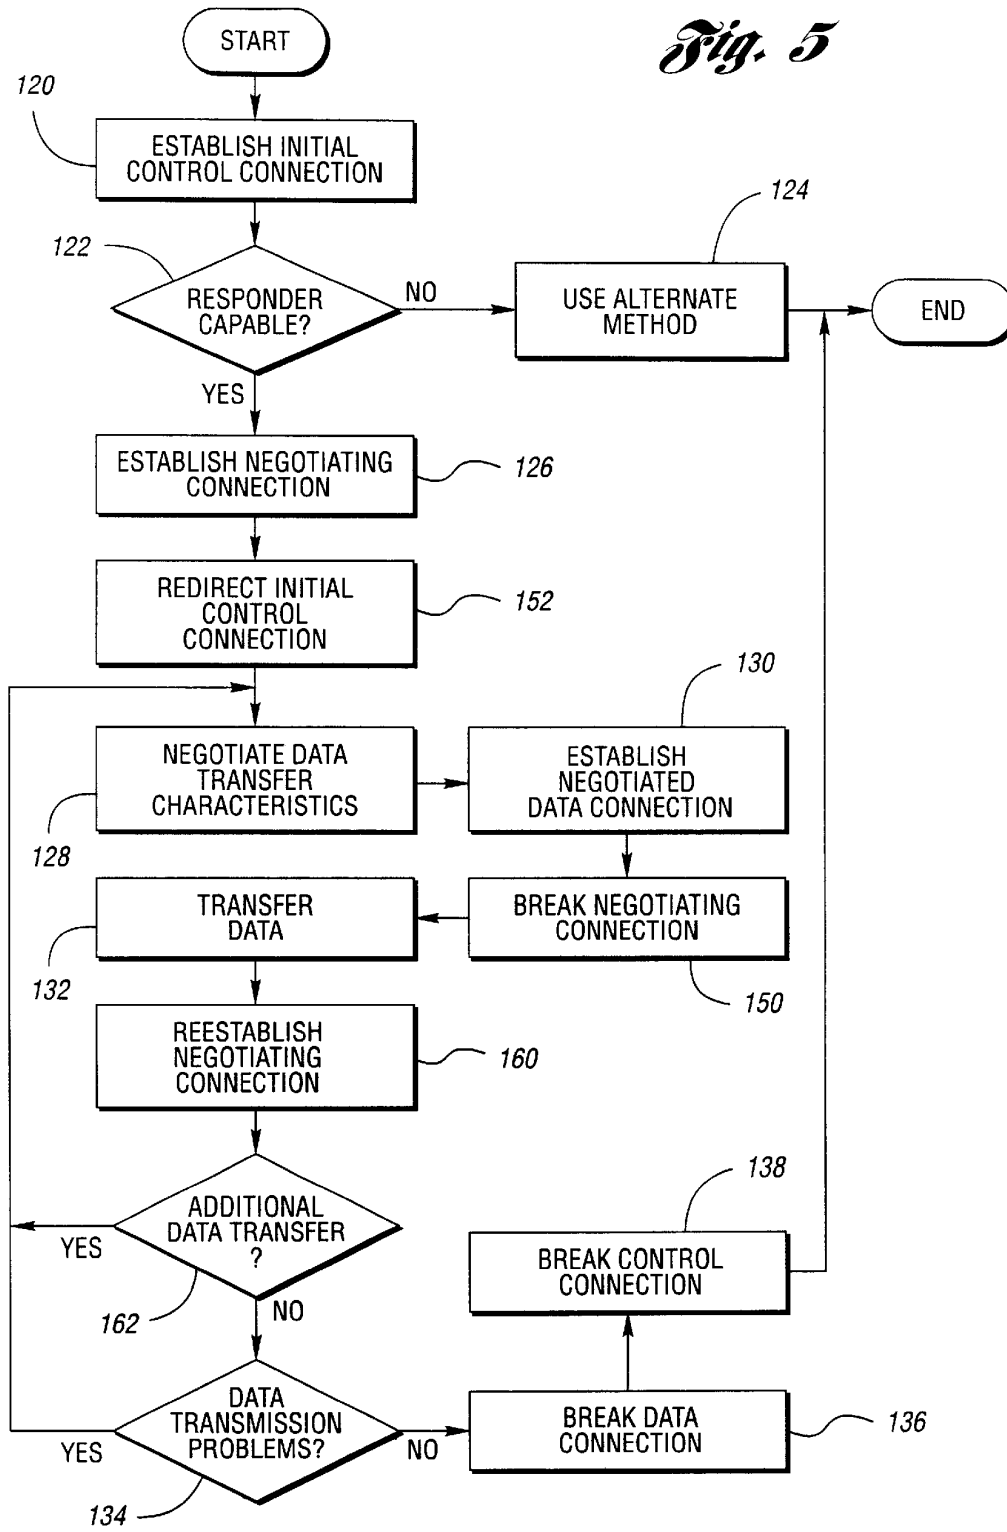 START
Fig. 5
120
ESTABLISH INITIAL
CONTROL CONNECTION
124
122
RESPONDER
CAPABLE?
NO
USE ALTERNATE
METHOD
END
YES
ESTABLISH NEGOTIATING
CONNECTION
126
REDIRECT INITIAL
CONTROL
CONNECTION
152
130
NEGOTIATE DATA
TRANSFER
CHARACTERISTICS
ESTABLISH
NEGOTIATED
DATA CONNECTION
128
TRANSFER
DATA
BREAK NEGOTIATING
CONNECTION
132
150
REESTABLISH
NEGOTIATING
CONNECTION
160
138
ADDITIONAL
DATA TRANSFER
?
YES
BREAK CONTROL
CONNECTION
162
NO
DATA
TRANSMISSION
PROBLEMS?
YES
NO
BREAK DATA
CONNECTION
136
134